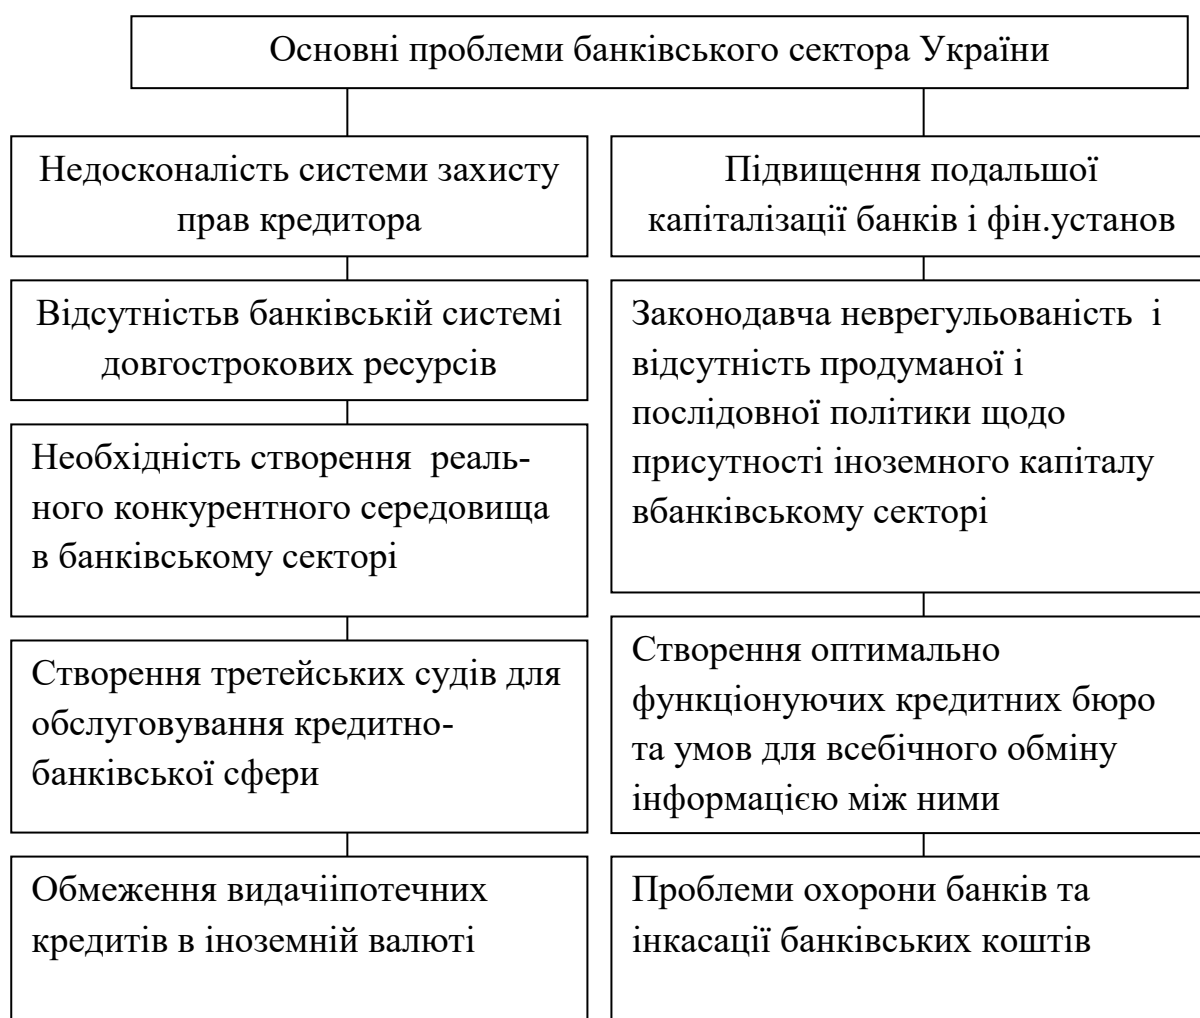 Основні проблеми банківського сектора України
Недосконалість системи захисту
прав кредитора
Відсутністьв банківській системі
довгострокових ресурсів
Необхідність створення  реаль-
ного конкурентного середовища
в банківському секторі
Створення третейських судів для
обслуговування кредитно-
банківської сфери
Обмеження видачііпотечних
кредитів в іноземній валюті
Підвищення подальшої
капіталізації банків і фін.установ
Законодавча неврегульованість  і
відсутність продуманої і
послідовної політики щодо
присутності іноземного капіталу
вбанківському секторі
Створення оптимально
функціонуючих кредитних бюро
та умов для всебічного обміну
інформацією між ними
Проблеми охорони банків та
інкасації банківських коштів